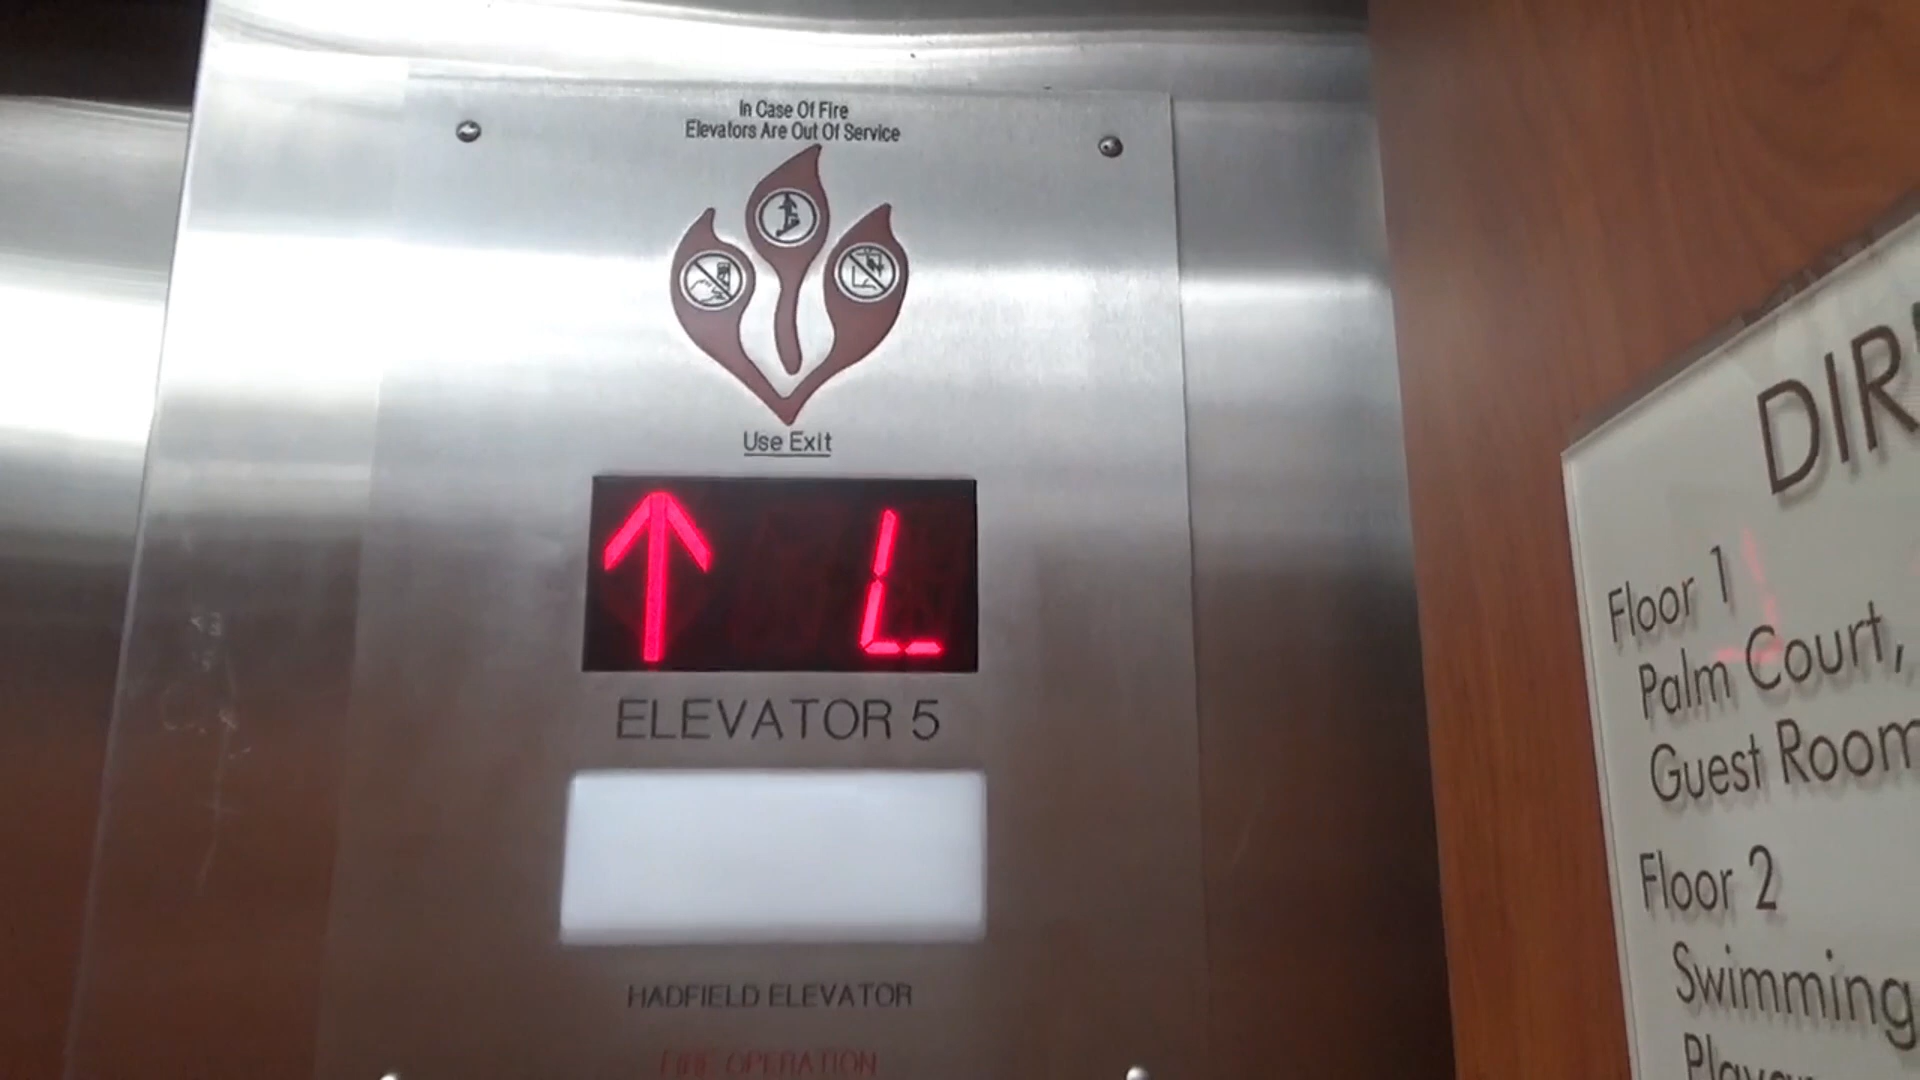 In Case Of Fire
Elevators Are Out Of Service
Use Exit
L
ELEVATOR 5
HADFIELD ELEVATOR
FIRE OPERATION
DIR
Floor 1
Palm Court,
Guest Room
Floor 2
Swimming